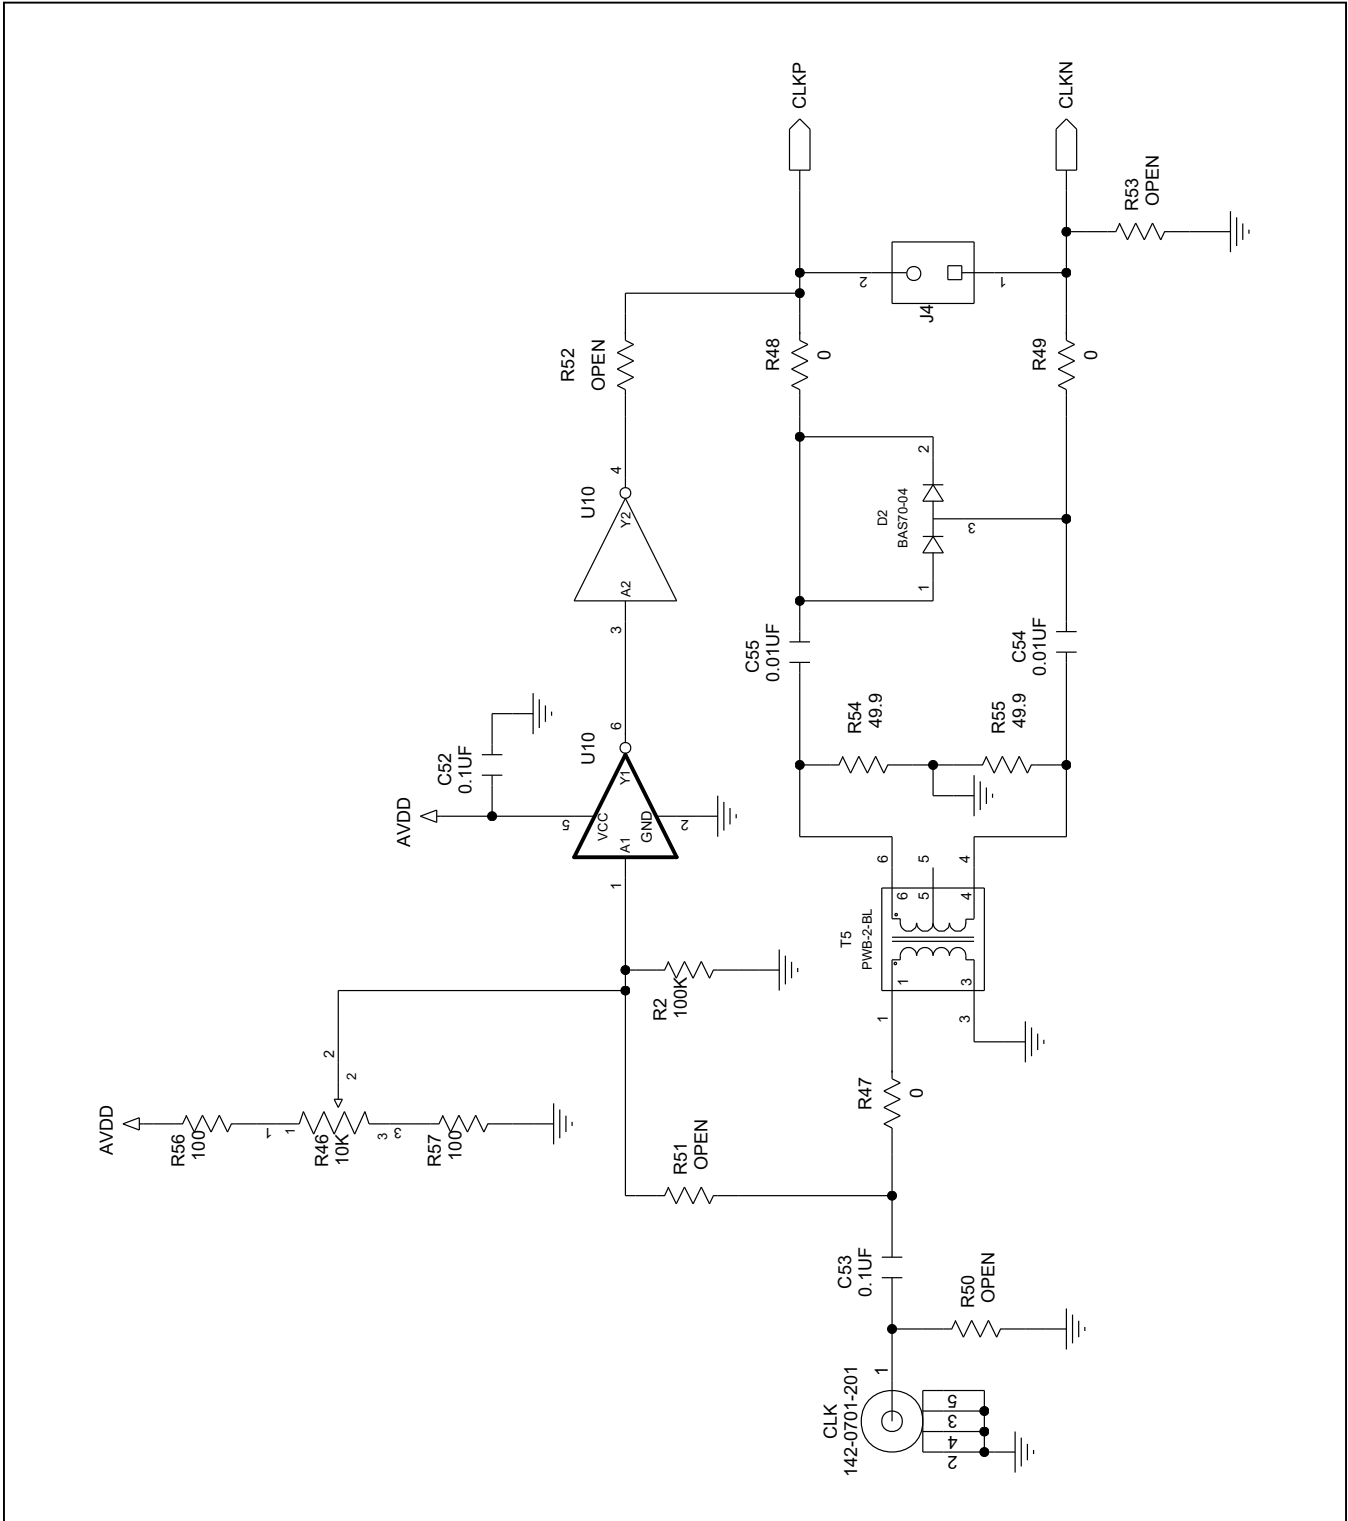 CLKP
CLKN
R53
OPEN
2
1
J4
R52
OPEN
R48
0
R49
0
4
U10
Y2
A2
3
2
D2
BAS70-04
3
1
C55
0.01UF
C54
0.01UF
R54
49.9
R55
49.9
6
U10
C52
0.1UF
AVDD
5
VCC
Y1
A1
GND
2
1
6
5
4
6
5
4
T5
PWB-2-BL
1
3
1
3
R2
100K
2
2
AVDD
R56
100
1
1
R46
10K
3
3
R57
100
R47
0
R51
OPEN
C53
0.1UF
R50
OPEN
1
CLK
142-0701-201
5
3
4
2